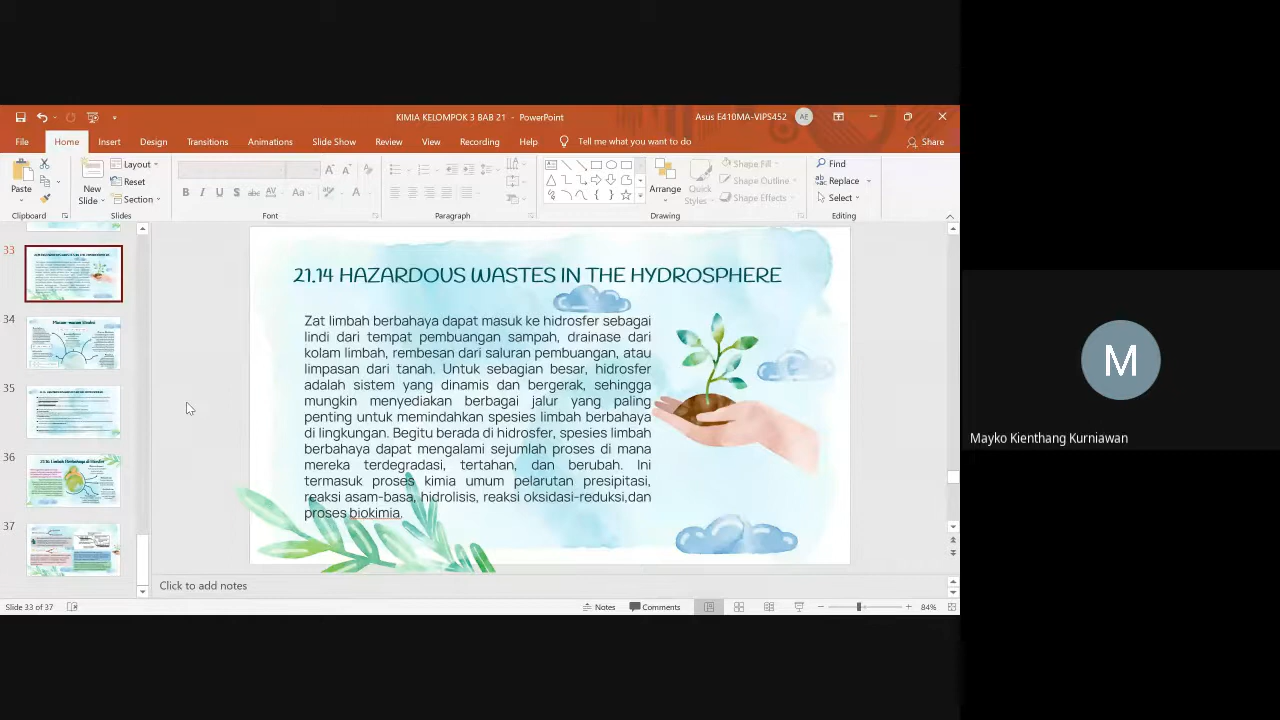 KIMIA KELOMPOK 3 BAB 21 - PowerPoint
Asus E410MA-VIPS452
AE
File Home Insert Design Transitions Animations Slide Show Review View Recording Help Tell me what you want to do
Share
Paste
New Slide
Layout
Reset
Section
B I U S abc AV Aa A
Arrange
Quick Styles
Shape Fill
Shape Outline
Shape Effects
Find
Replace
Select
Clipboard Slides Font Paragraph Drawing Editing
33
34
35
36
37
21.14 HAZARDOUS WASTES IN THE HYDROSPHERE
Zat limbah berbahaya dapat masuk ke hidrosfer sebagai
lindi dari tempat pembuangan sampah, drainase dari
kolam limbah, rembesan dari saluran pembuangan, atau
limpasan dari tanah. Untuk sebagian besar, hidrosfer
adalah sistem yang dinamis dan bergerak, sehingga
mungkin menyediakan berbagai jalur yang paling
penting untuk memindahkan spesies limbah berbahaya
di lingkungan. Begitu berada di hidrosfer, spesies limbah
berbahaya dapat mengalami sejumlah proses di mana
mereka terdegradasi, tertahan, dan berubah. Ini
termasuk proses kimia umum pelarutan presipitasi,
reaksi asam-basa, hidrolisis, reaksi oksidasi-reduksi,dan
proses biokimia.
Click to add notes
Slide 33 of 37
Notes
Comments
84%
M
Mayko Kienthang Kurniawan